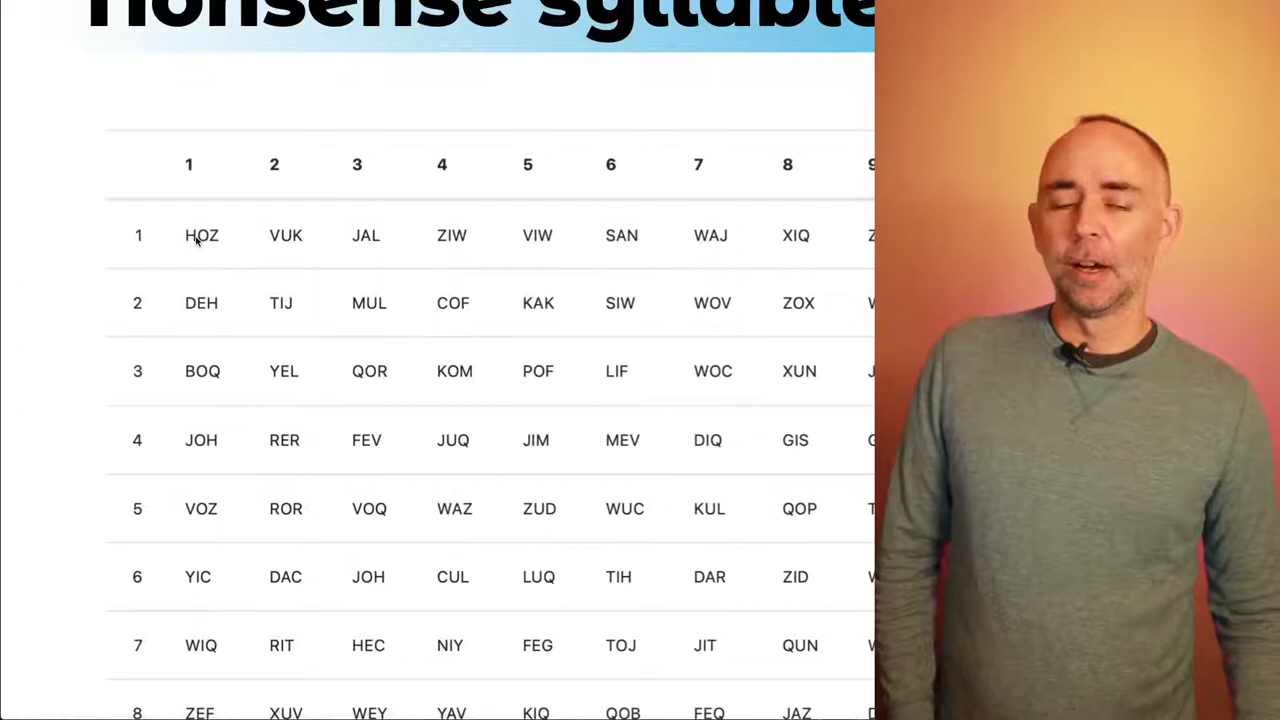 nonsense syllable
1 2 3 4 5 6 7 8 9
1 HOZ VUK JAL ZIW VIW SAN WAJ XIQ
2 DEH TIJ MUL COF KAK SIW WOV ZOX
3 BOQ YEL QOR KOM POF LIF WOC XUN
4 JOH RER FEV JUQ JIM MEV DIQ GIS
5 VOZ ROR VOQ WAZ ZUD WUC KUL QOP
6 YIC DAC JOH CUL LUQ TIH DAR ZID
7 WIQ RIT HEC NIY FEG TOJ JIT QUN
8 ZEF XUV WEY YAV KIQ QOB FEQ JAZ